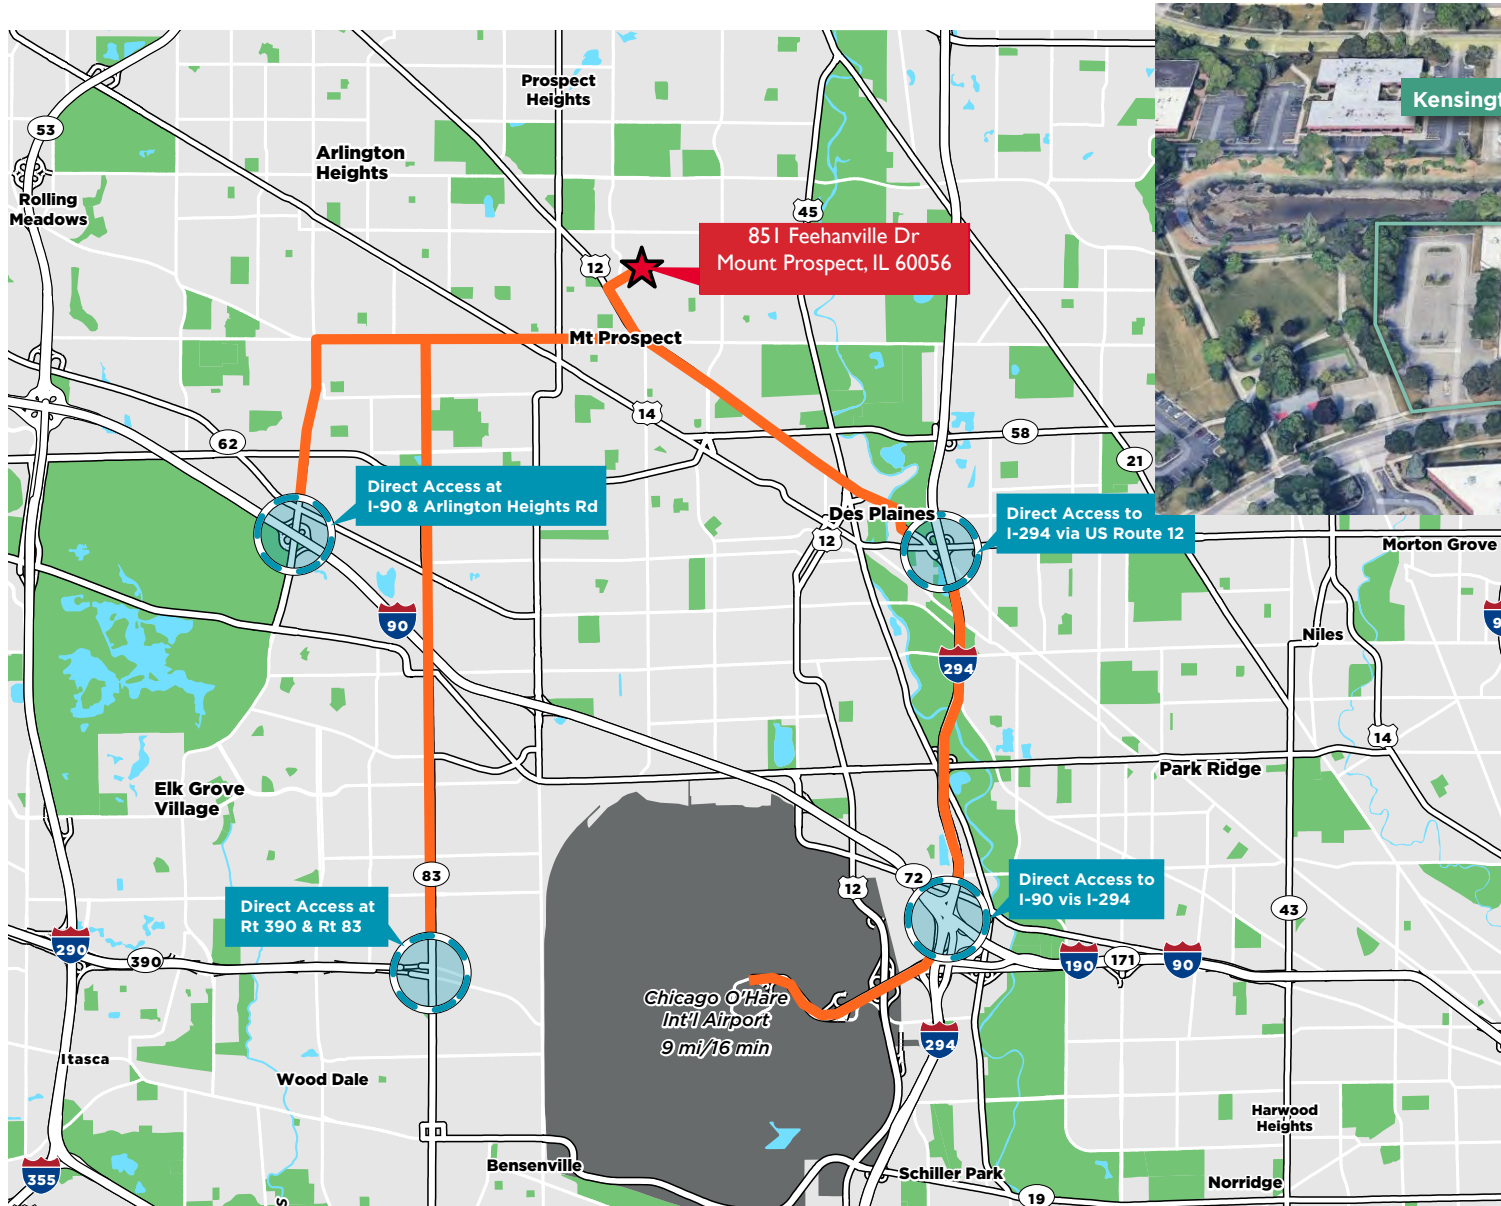 Prospect
Heights
Kensingt
53
Arlington
Heights
Rolling
Meadows
45
851 Feehanville Dr
Mount Prospect, IL 60056
12
Mt Prospect
14
62
58
21
Direct Access at
I-90 & Arlington Heights Rd
Des Plaines
Direct Access to
I-294 via US Route 12
12
Morton Grove
90
9
Niles
294
14
Park Ridge
Elk Grove
Village
83
72
12
Direct Access to
I-90 vis I-294
Direct Access at
Rt 390 & Rt 83
43
290
390
190
171
90
Chicago O'Hare
Int'l Airport
9 mi/16 min
294
Itasca
Wood Dale
Harwood
Heights
Bensenville
Schiller Park
355
Norridge
19
s